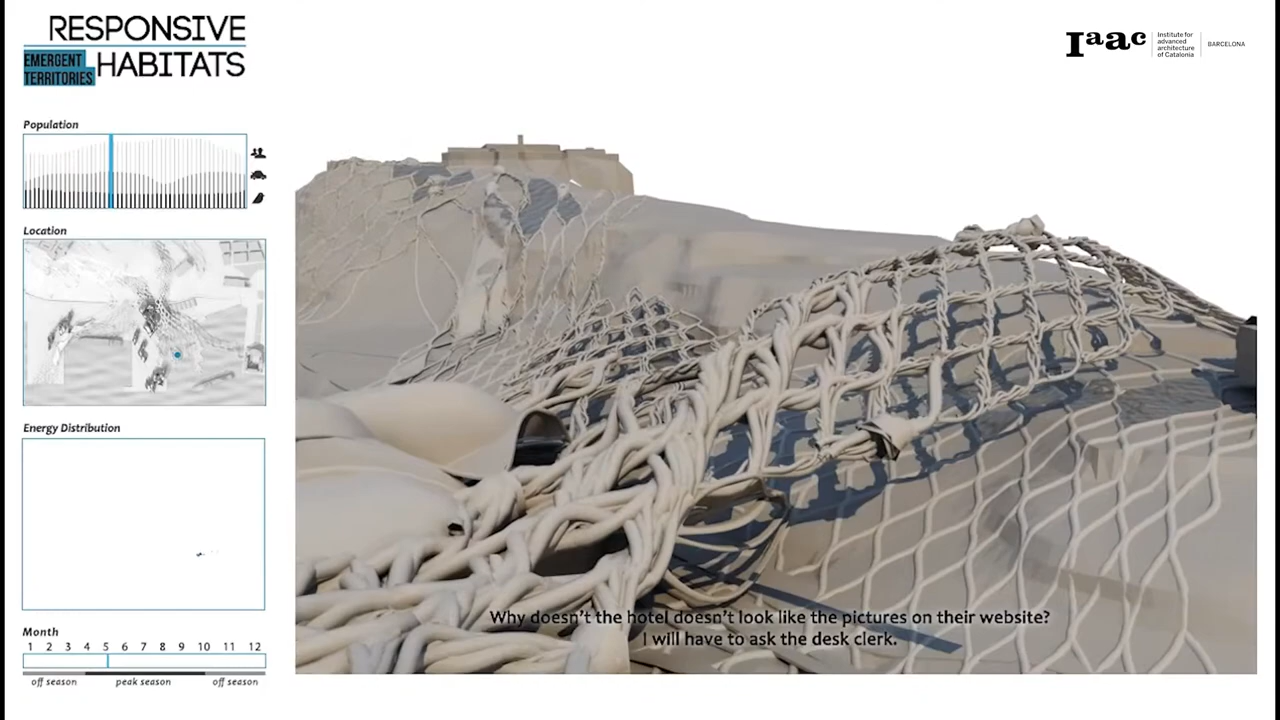 RESPONSIVE
EMERGENT
TERRITORIES
HABITATS
Iaac
Institute for
advanced
architecture
of Catalonia
BARCELONA
Population
Location
Energy Distribution
Month
1 2 3 4 5 6 7 8 9 10 11 12
off season peak season off season
Why doesn't the hotel doesn't look like the pictures on their website?
I will have to ask the desk clerk.